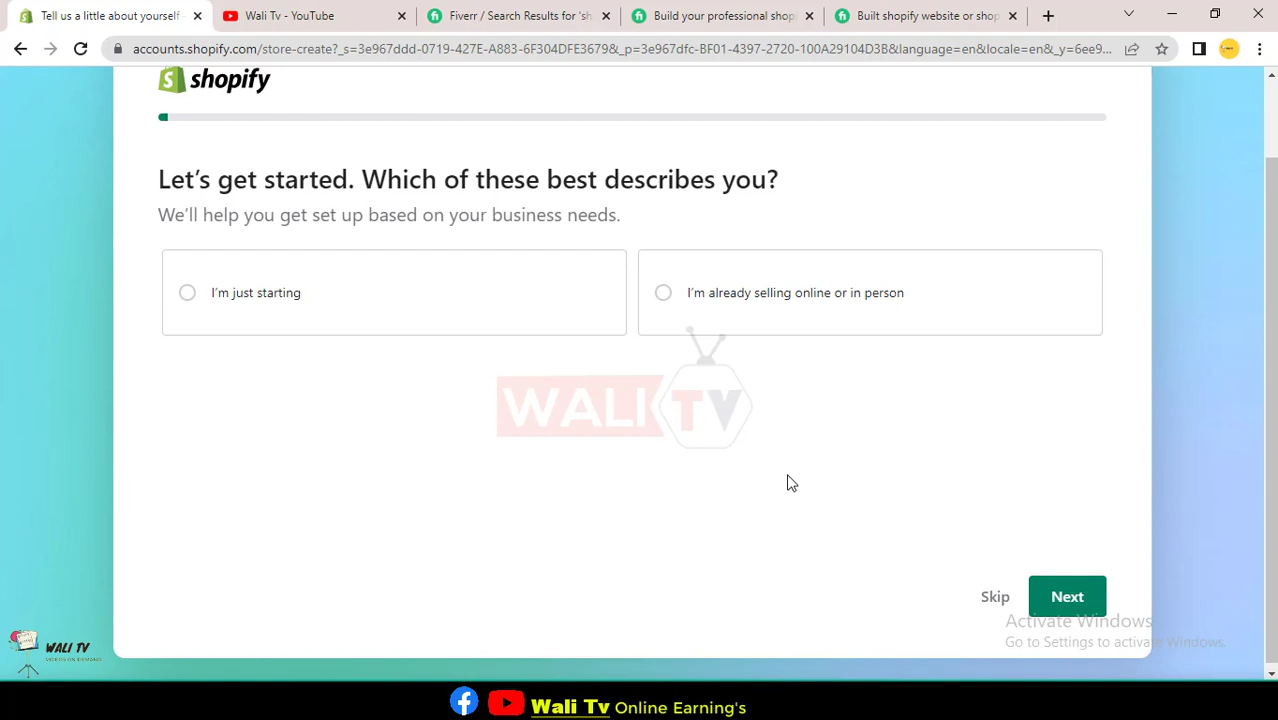 Tell us a little about yourself -
Wali Tv - YouTube
Fiverr / Search Results for 'sh
Build your professional shop
Built shopify website or shop
accounts.shopify.com/store-create?_s=3e967ddd-0719-427E-A883-6F304DFE3679&_p=3e967dfc-BF01-4397-2720-100A29104D3B&language=en&locale=en&_y=6ee9...
shopify
Let's get started. Which of these best describes you?
We'll help you get set up based on your business needs.
I'm just starting
I'm already selling online or in person
WALI TV
Skip
Next
Activate Windows
Go to Settings to activate Windows.
WALI TV
VIDEOS ON DEMAND
Wali Tv Online Earning's